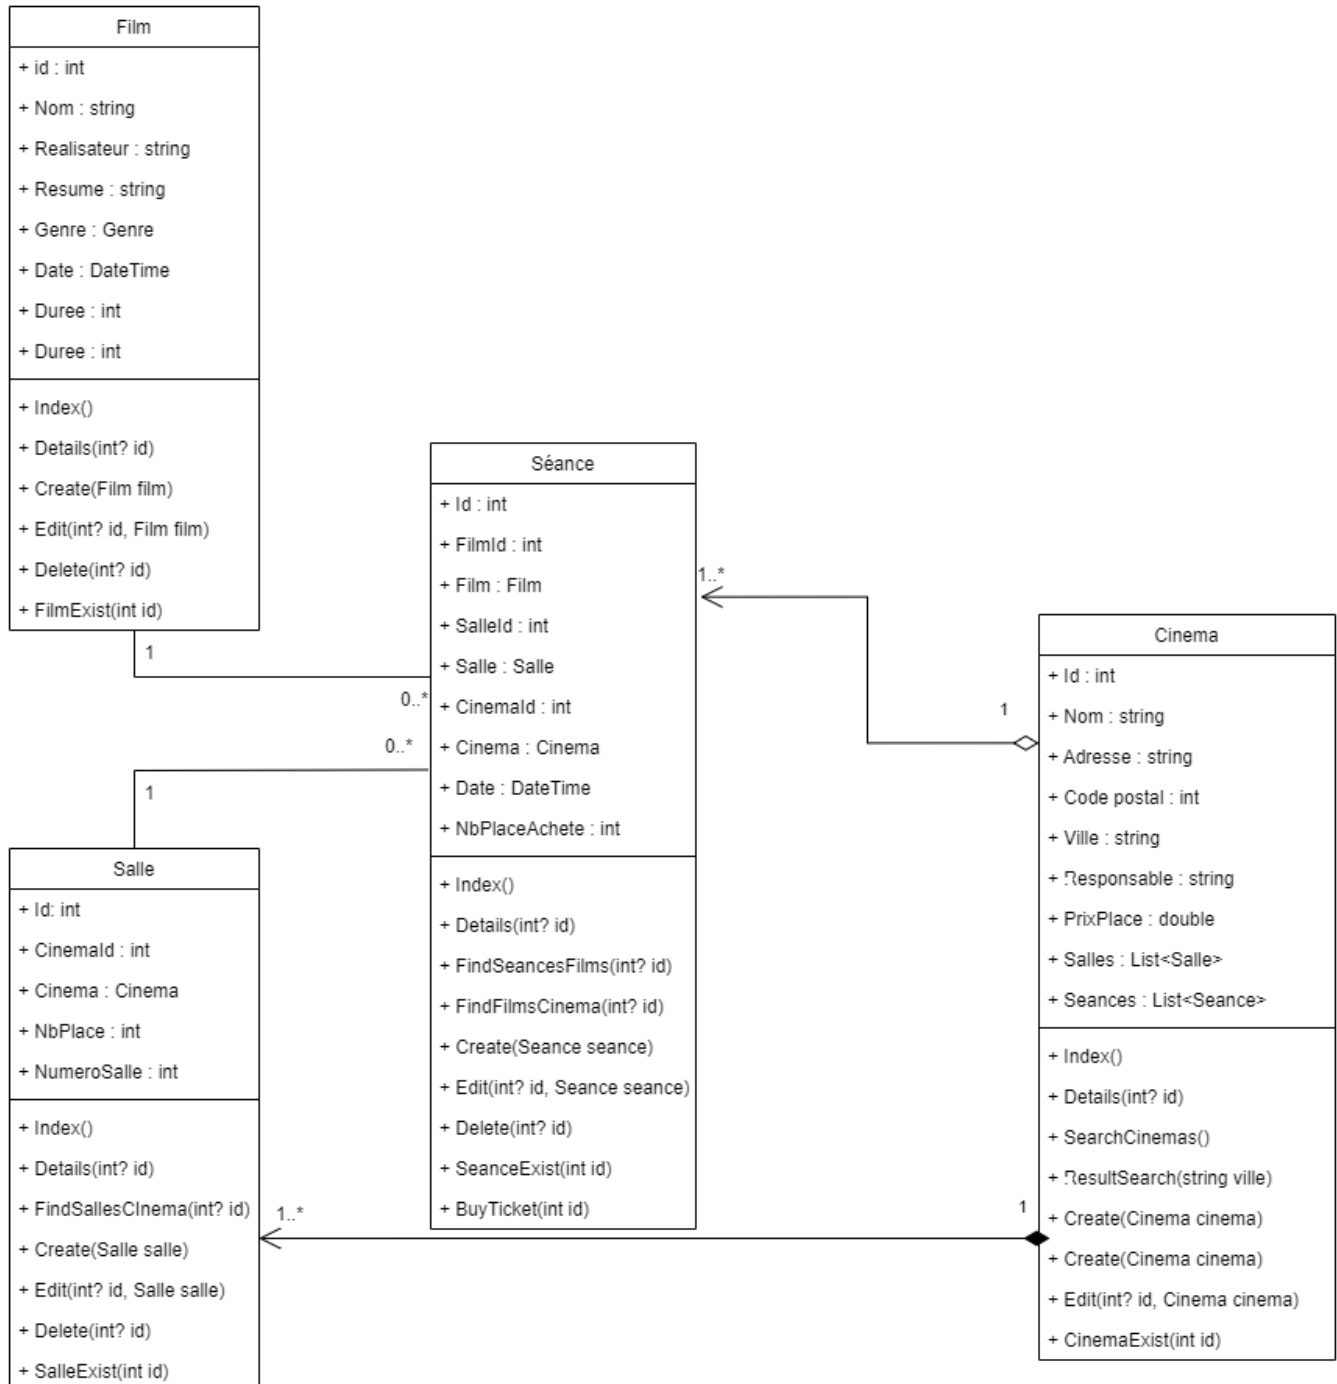 Film
+ id : int
+ Nom : string
+ Realisateur : string
+ Resume : string
+ Genre : Genre
+ Date : DateTime
+ Duree : int
+ Duree : int
+ Index()
+ Details(int? id)
+ Create(Film film)
+ Edit(int? id, Film film)
+ Delete(int? id)
+ FilmExist(int id)
1
0..*
Séance
+ Id : int
+ FilmId : int
+ Film : Film
+ SalleId : int
+ Salle : Salle
+ CinemaId : int
+ Cinema : Cinema
+ Date : DateTime
+ NbPlaceAchete : int
+ Index()
+ Details(int? id)
+ FindSeancesFilms(int? id)
+ FindFilmsCinema(int? id)
+ Create(Seance seance)
+ Edit(int? id, Seance seance)
+ Delete(int? id)
+ SeanceExist(int id)
+ BuyTicket(int id)
1..*
1
0..*
1
Salle
+ Id: int
+ CinemaId : int
+ Cinema : Cinema
+ NbPlace : int
+ NumeroSalle : int
+ Index()
+ Details(int? id)
+ FindSallesCInema(int? id)
+ Create(Salle salle)
+ Edit(int? id, Salle salle)
+ Delete(int? id)
+ SalleExist(int id)
1..*
1
Cinema
+ Id : int
+ Nom : string
+ Adresse : string
+ Code postal : int
+ Ville : string
+ Responsable : string
+ PrixPlace : double
+ Salles : List<Salle>
+ Seances : List<Seance>
+ Index()
+ Details(int? id)
+ SearchCinemas()
+ ResultSearch(string ville)
+ Create(Cinema cinema)
+ Create(Cinema cinema)
+ Edit(int? id, Cinema cinema)
+ CinemaExist(int id)